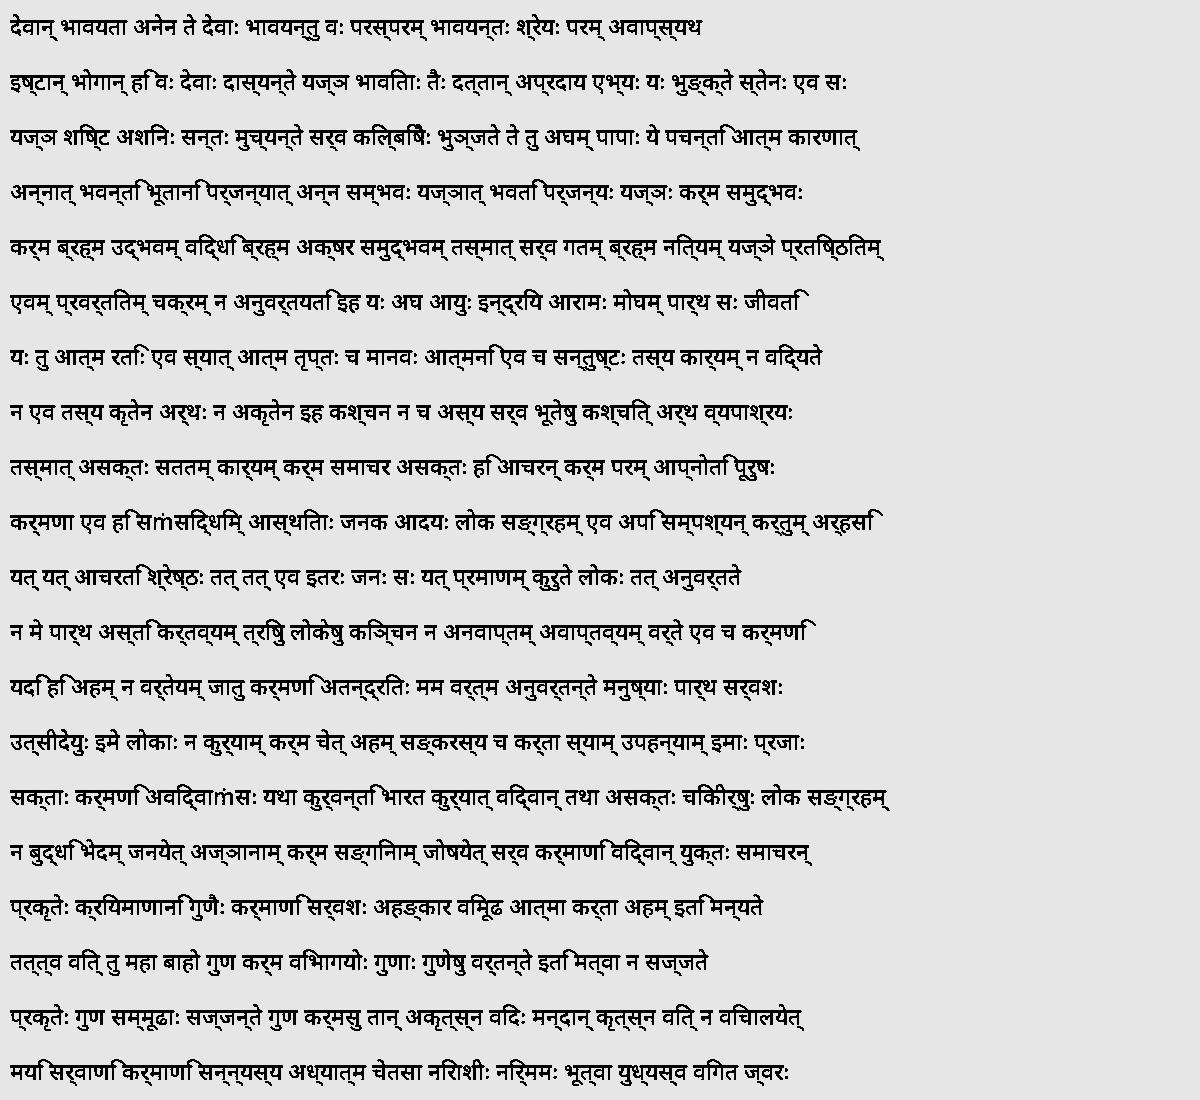 देवान् भावयता अनेन ते देवाः भावयन्तु वः परस्परम् भावयन्तः श्रेयः परम् अवाप्स्यथ
इष्टान् भोगान् हि वः देवाः दास्यन्ते यज्ञ भाविताः तैः दत्तान् अप्रदाय एभ्यः यः भुङ्क्ते स्तेनः एव सः
यज्ञ शिष्टि अशिनः सन्तः मुच्यन्ते सर्व किल्बिषैः भुञ्जते ते तु अघम् पापाः ये पचन्ति आत्म कारणात्
अन्नात् भवन्ति भूतानि पर्जन्यात् अन्न सम्भवः यज्ञात् भवति पर्जन्यः यज्ञः कर्म समुद्भवः
कर्म ब्रह्म उद्भवम् विद्धि ब्रह्म अक्षर समुद्भवम् तस्मात् सर्व गतम् ब्रह्म नित्यम् यज्ञे प्रतिष्ठितम्
एवम् प्रवर्तितम् चक्रम् न अनुवर्तयति इह यः अघ आयुः इन्द्रिय आरामः मोघम् पार्थ सः जीवति
यः तु आत्म रतिः एव स्यात् आत्म तृप्तः च मानवः आत्मनि एव च सन्तुष्टः तस्य कार्यम् न विद्यते
न एव तस्य कृतेन अर्थः न अकृतेन इह कश्चन न च अस्य सर्व भूतेषु कश्चित् अर्थ व्यपाश्रयः
तस्मात् असक्तः सततम् कार्यम् कर्म समाचर असक्तः हि आचरन् कर्म परम् आप्नोति पूरुषः
कर्मणा एव हि सिṁसद्धिम् आस्थिताः जनक आदयः लोक सङ्ग्रहम् एव अपि सम्पश्यन् कर्तुम् अर्हसि
यत् यत् आचरति श्रेष्ठः तत् तत् एव इतरः जनः सः यत् प्रमाणम् कुरुते लोकः तत् अनुवर्तते
न मे पार्थ अस्ति कर्तव्यम् त्रिषु लोकेषु कञ्चिन न अनवाप्तम् अवाप्तव्यम् वर्ते एव च कर्मणि
यदि हि अहम् न वर्तेयम् जातु कर्मणि अतन्द्रितः मम वर्त्म अनुवर्तन्ते मनुष्याः पार्थ सर्वशः
उत्सीदेयुः इमे लोकाः न कुर्याम् कर्म चेत् अहम् सङ्करस्य च कर्ता स्याम् उपहन्याम् इमाः प्रजाः
सक्ताः कर्मणि अविद्वाṁसः यथा कुर्वन्ति भारत कुर्यात् विद्वान् तथा असक्तः चिकीर्षुः लोक सङ्ग्रहम्
न बुद्धि भेदम् जनयेत् अज्ञानाम् कर्म सङ्गिनाम् जोषयेत् सर्व कर्माणि विद्वान् युक्तः समाचरन्
प्रकृतेः क्रियमाणानि गुणैः कर्माणि सर्वशः अहङ्कार विमूढ आत्मा कर्ता अहम् इति मन्यते
तत्त्व वित् तु महा बाहो गुण कर्म विभागयोः गुणाः गुणेषु वर्तन्ते इति मत्वा न सज्जते
प्रकृतेः गुण सम्मूढाः सज्जन्ते गुण कर्मसु तान् अकृत्स्न विदः मन्दान् कृत्स्न वित् न विचालयेत्
मयि सर्वाणि कर्माणि सन्न्यस्य अध्यात्म चेतसा निराशीः निर्ममः भूत्वा युध्यस्व विगत ज्वरः